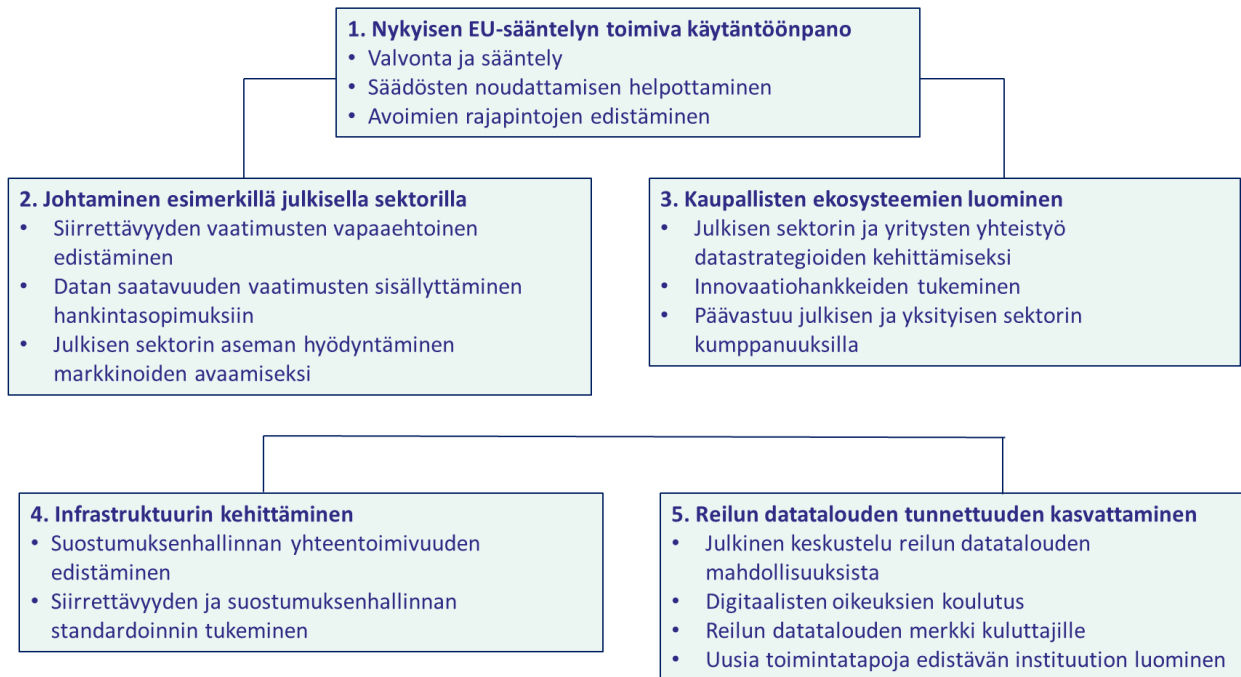 1. Nykyisen EU-sääntelyn toimiva käytäntöönpano
• Valvonta ja sääntely
• Säädösten noudattamisen helpottaminen
• Avoimien rajapintojen edistäminen
2. Johtaminen esimerkillä julkisella sektorilla
• Siirrettävyyden vaatimusten vapaaehtoinen
edistäminen
• Datan saatavuuden vaatimusten sisällyttäminen
hankintasopimuksiin
• Julkisen sektorin aseman hyödyntäminen
markkinoiden avaamiseksi
3. Kaupallisten ekosysteemien luominen
• Julkisen sektorin ja yritysten yhteistyö
datastrategioiden kehittämiseksi
• Innovaatiohankkeiden tukeminen
• Päävastuu julkisen ja yksityisen sektorin
kumppanuuksilla
4. Infrastruktuurin kehittäminen
• Suostumuksenhallinnan yhteentoimivuuden
edistäminen
• Siirrettävyyden ja suostumuksenhallinnan
standardoinnin tukeminen
5. Reilun datatalouden tunnettuuden kasvattaminen
• Julkinen keskustelu reilun datatalouden
mahdollisuuksista
• Digitaalisten oikeuksien koulutus
• Reilun datatalouden merkki kuluttajille
• Uusia toimintatapoja edistävän instituution luominen